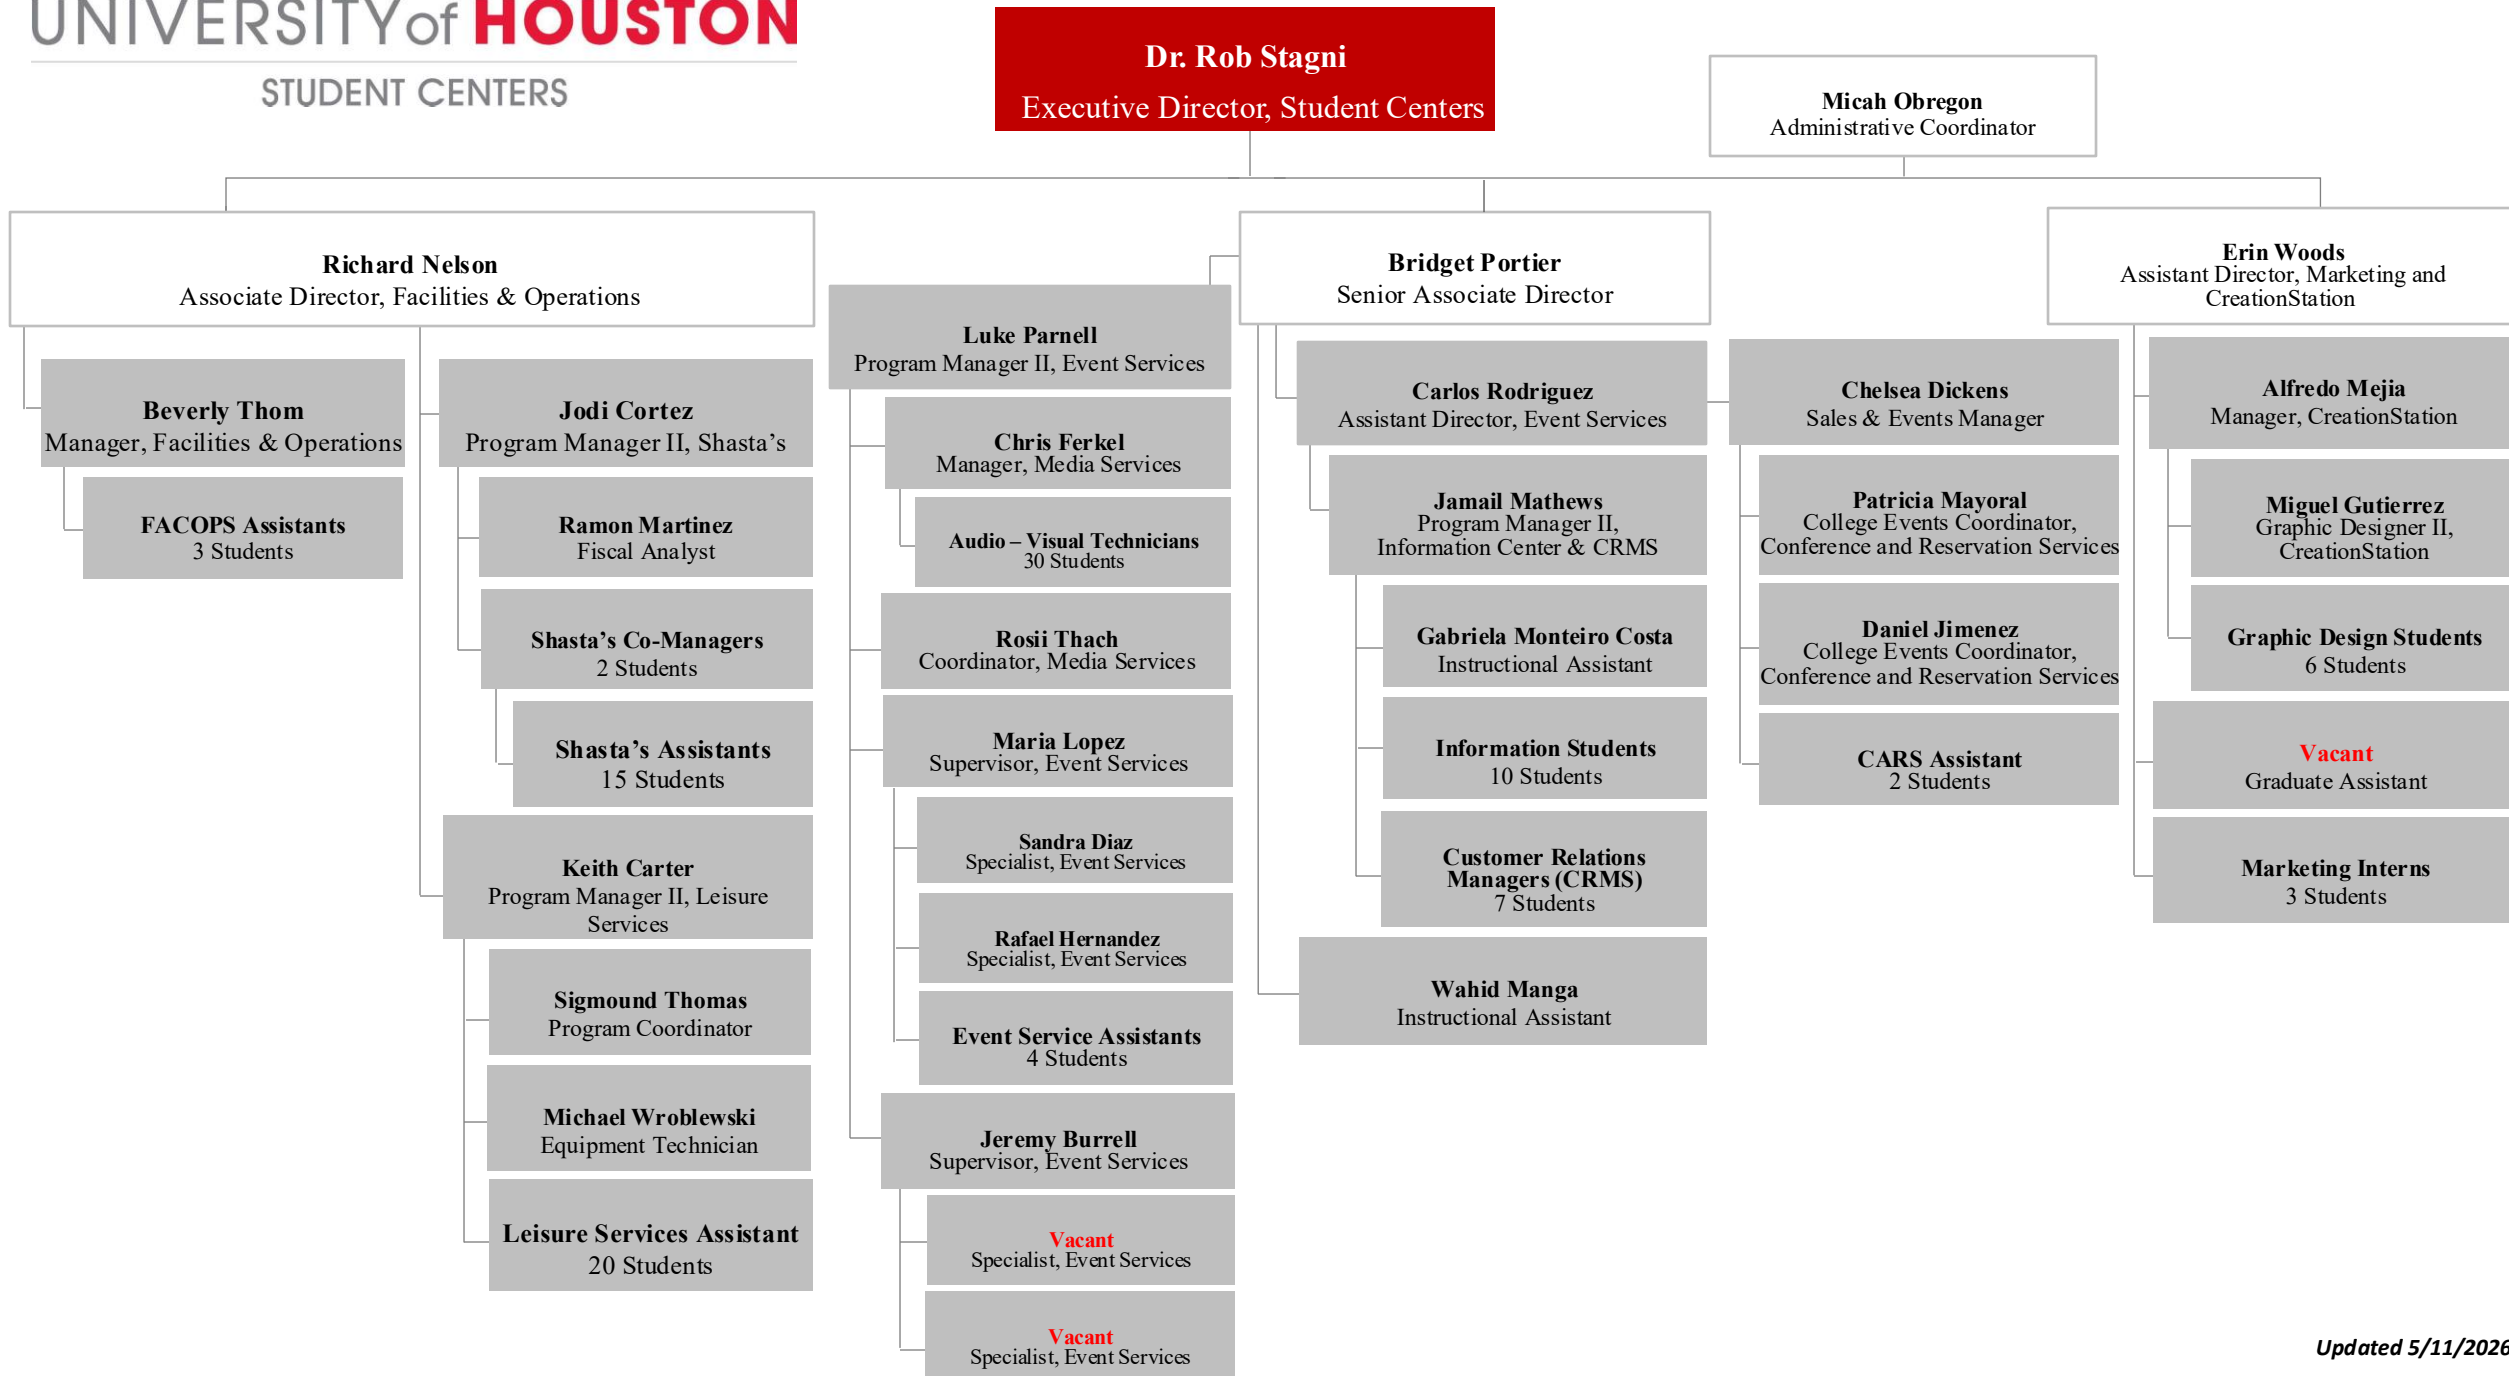 UNIVERSITY of HOUSTON
STUDENT CENTERS
Dr. Rob Stagni
Executive Director, Student Centers
Micah Obregon
Administrative Coordinator
Richard Nelson
Associate Director, Facilities & Operations
Beverly Thom
Manager, Facilities & Operations
FACOPS Assistants
3 Students
Jodi Cortez
Program Manager II, Shasta’s
Ramon Martinez
Fiscal Analyst
Shasta’s Co-Managers
2 Students
Shasta’s Assistants
15 Students
Keith Carter
Program Manager II, Leisure
Services
Sigmound Thomas
Program Coordinator
Michael Wroblewski
Equipment Technician
Leisure Services Assistant
20 Students
Bridget Portier
Senior Associate Director
Luke Parnell
Program Manager II, Event Services
Chris Ferkel
Manager, Media Services
Audio – Visual Technicians
30 Students
Rosii Thach
Coordinator, Media Services
Maria Lopez
Supervisor, Event Services
Sandra Diaz
Specialist, Event Services
Rafael Hernandez
Specialist, Event Services
Event Service Assistants
4 Students
Jeremy Burrell
Supervisor, Event Services
Vacant
Specialist, Event Services
Vacant
Specialist, Event Services
Carlos Rodriguez
Assistant Director, Event Services
Jamail Mathews
Program Manager II,
Information Center & CRMS
Gabriela Monteiro Costa
Instructional Assistant
Information Students
10 Students
Customer Relations
Managers (CRMS)
7 Students
Wahid Manga
Instructional Assistant
Chelsea Dickens
Sales & Events Manager
Patricia Mayoral
College Events Coordinator,
Conference and Reservation Services
Daniel Jimenez
College Events Coordinator,
Conference and Reservation Services
CARS Assistant
2 Students
Erin Woods
Assistant Director, Marketing and
CreationStation
Alfredo Mejia
Manager, CreationStation
Miguel Gutierrez
Graphic Designer II,
CreationStation
Graphic Design Students
6 Students
Vacant
Graduate Assistant
Marketing Interns
3 Students
Updated 5/11/2026